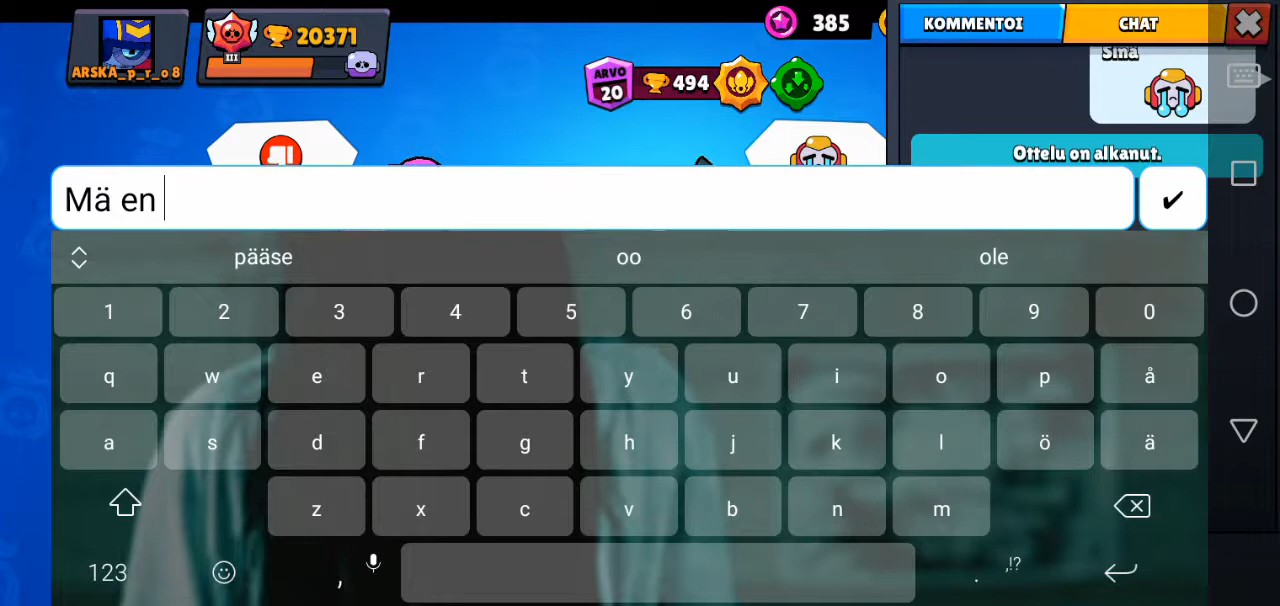 ARSKA_p_r_o 8
III
20371
ARVO
20
494
385
KOMMENTOI
CHAT
Sinä
Ottelu on alkanut.
Mä en
pääse oo ole
1 2 3 4 5 6 7 8 9 0
q w e r t y u i o p å
a s d f g h j k l ö ä
z x c v b n m
123 , . ,!?